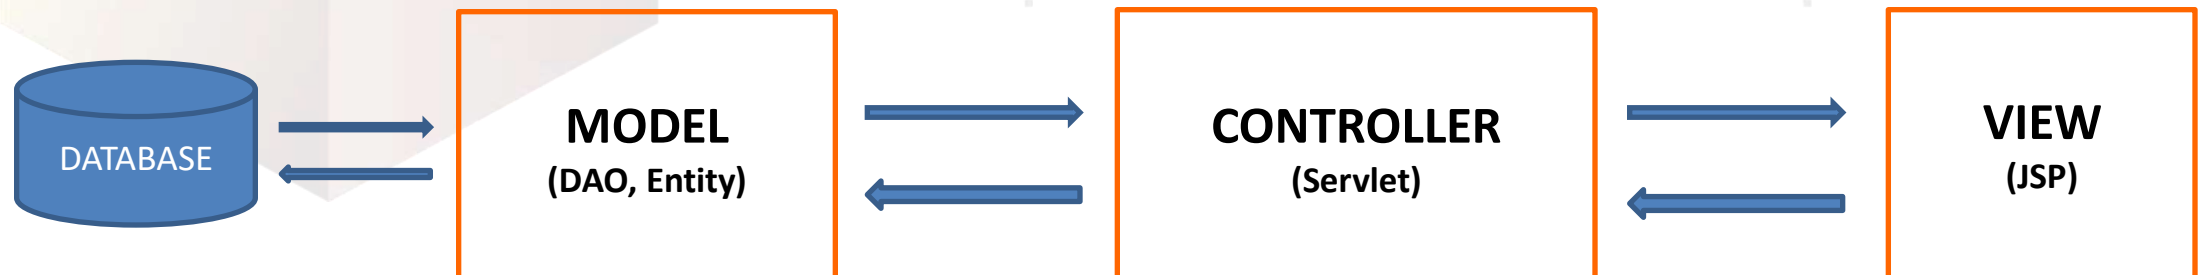 DATABASE
MODEL
(DAO, Entity)
CONTROLLER
(Servlet)
VIEW
(JSP)